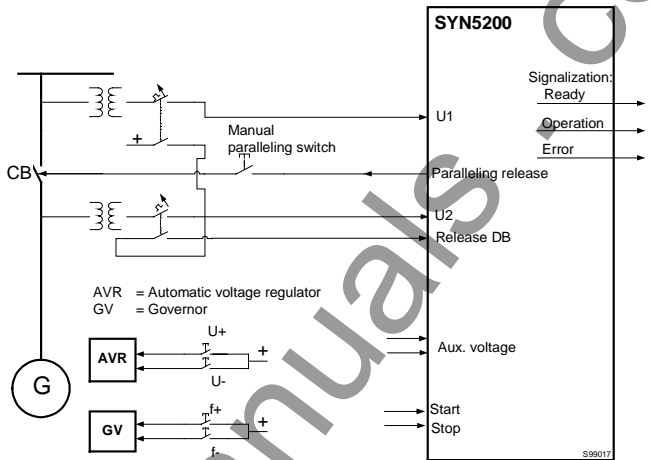 SYN5200
Signalization:
Ready
U1
Operation
Manual
paralleling switch
+
Error
CB
Paralleling release
U2
Release DB
AVR = Automatic voltage regulator
GV = Governor
U+
AVR
+
U-
Aux. voltage
G
f+
GV
+
f-
Start
Stop
S99017